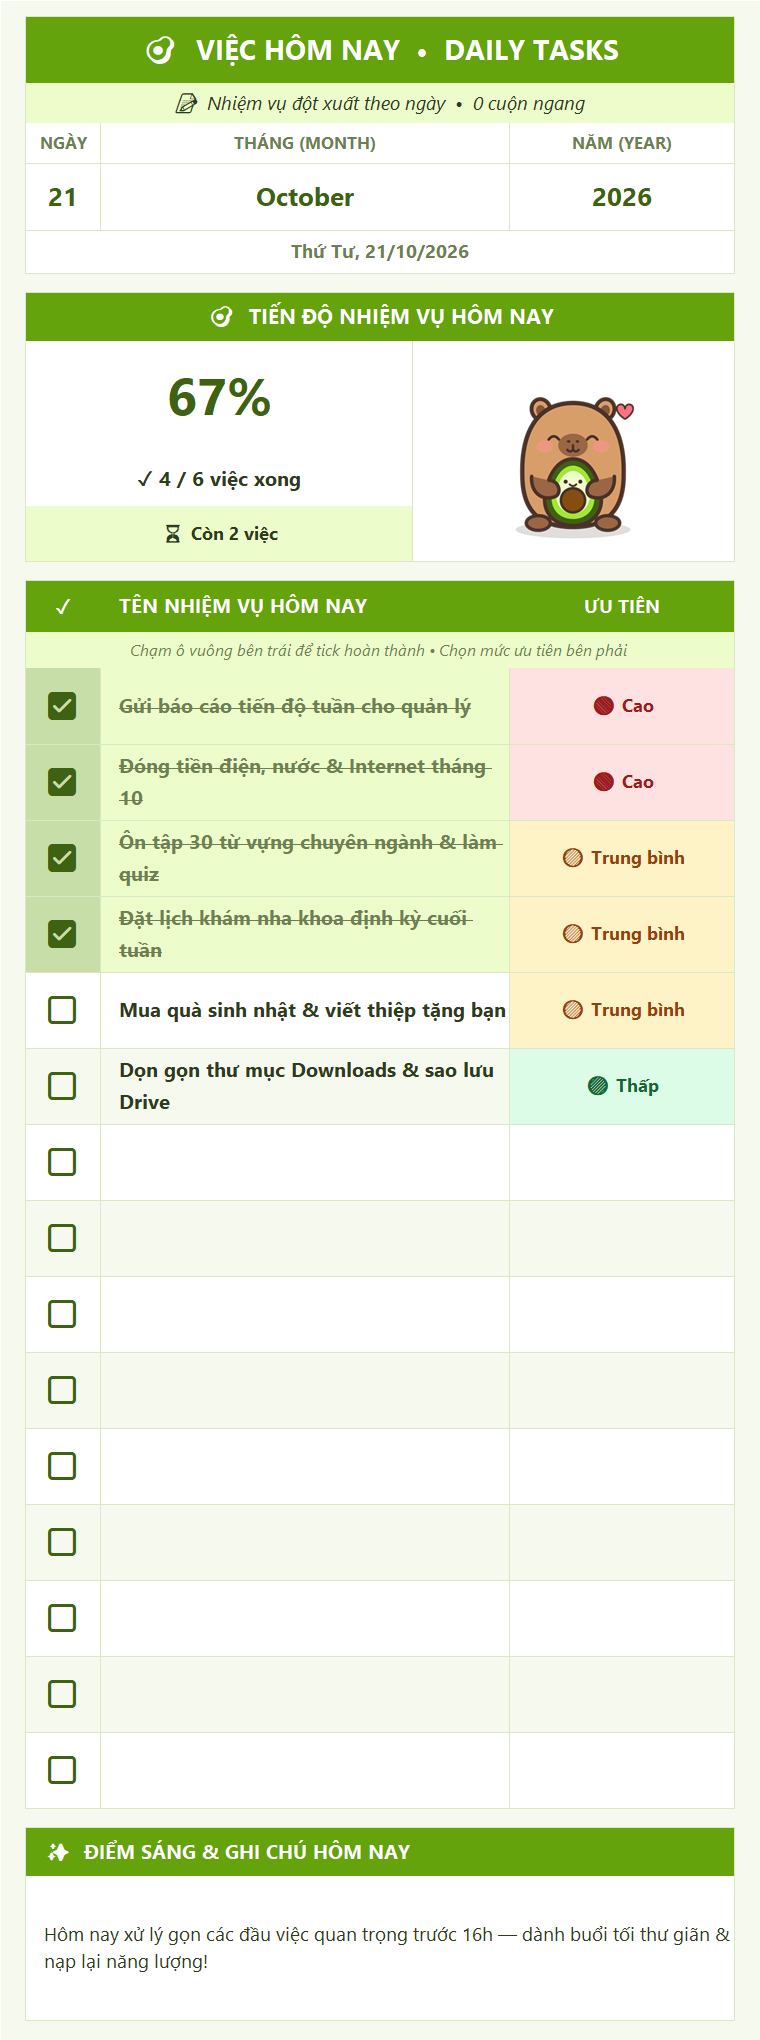 VIỆC HÔM NAY • DAILY TASKS
Nhiệm vụ đột xuất theo ngày • 0 cuộn ngang
NGÀY THÁNG (MONTH) NĂM (YEAR)
21 October 2026
Thứ Tư, 21/10/2026
TIẾN ĐỘ NHIỆM VỤ HÔM NAY
67%
✓ 4 / 6 việc xong
⏳ Còn 2 việc
✓ TÊN NHIỆM VỤ HÔM NAY ƯU TIÊN
Chạm ô vuông bên trái để tick hoàn thành • Chọn mức ưu tiên bên phải
Gửi báo cáo tiến độ tuần cho quản lý Cao
Đóng tiền điện, nước & Internet tháng
10
Cao
Ôn tập 30 từ vựng chuyên ngành & làm
quiz
Trung bình
Đặt lịch khám nha khoa định kỳ cuối
tuần
Trung bình
Mua quà sinh nhật & viết thiệp tặng bạn Trung bình
Dọn gọn thư mục Downloads & sao lưu
Drive
Thấp
ĐIỂM SÁNG & GHI CHÚ HÔM NAY
Hôm nay xử lý gọn các đầu việc quan trọng trước 16h — dành buổi tối thư giãn &
nạp lại năng lượng!